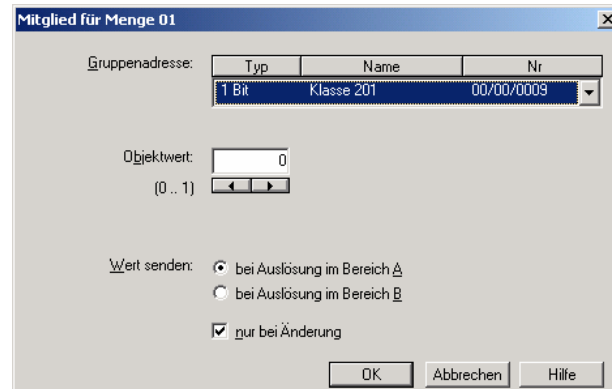 Mitglied für Menge 01
Gruppenadresse:
Typ Name Nr
1 Bit Klasse 201 00/00/0009
Objektwert: 0
(0 .. 1)
Wert senden: bei Auslösung im Bereich A
bei Auslösung im Bereich B
nur bei Änderung
OK Abbrechen Hilfe